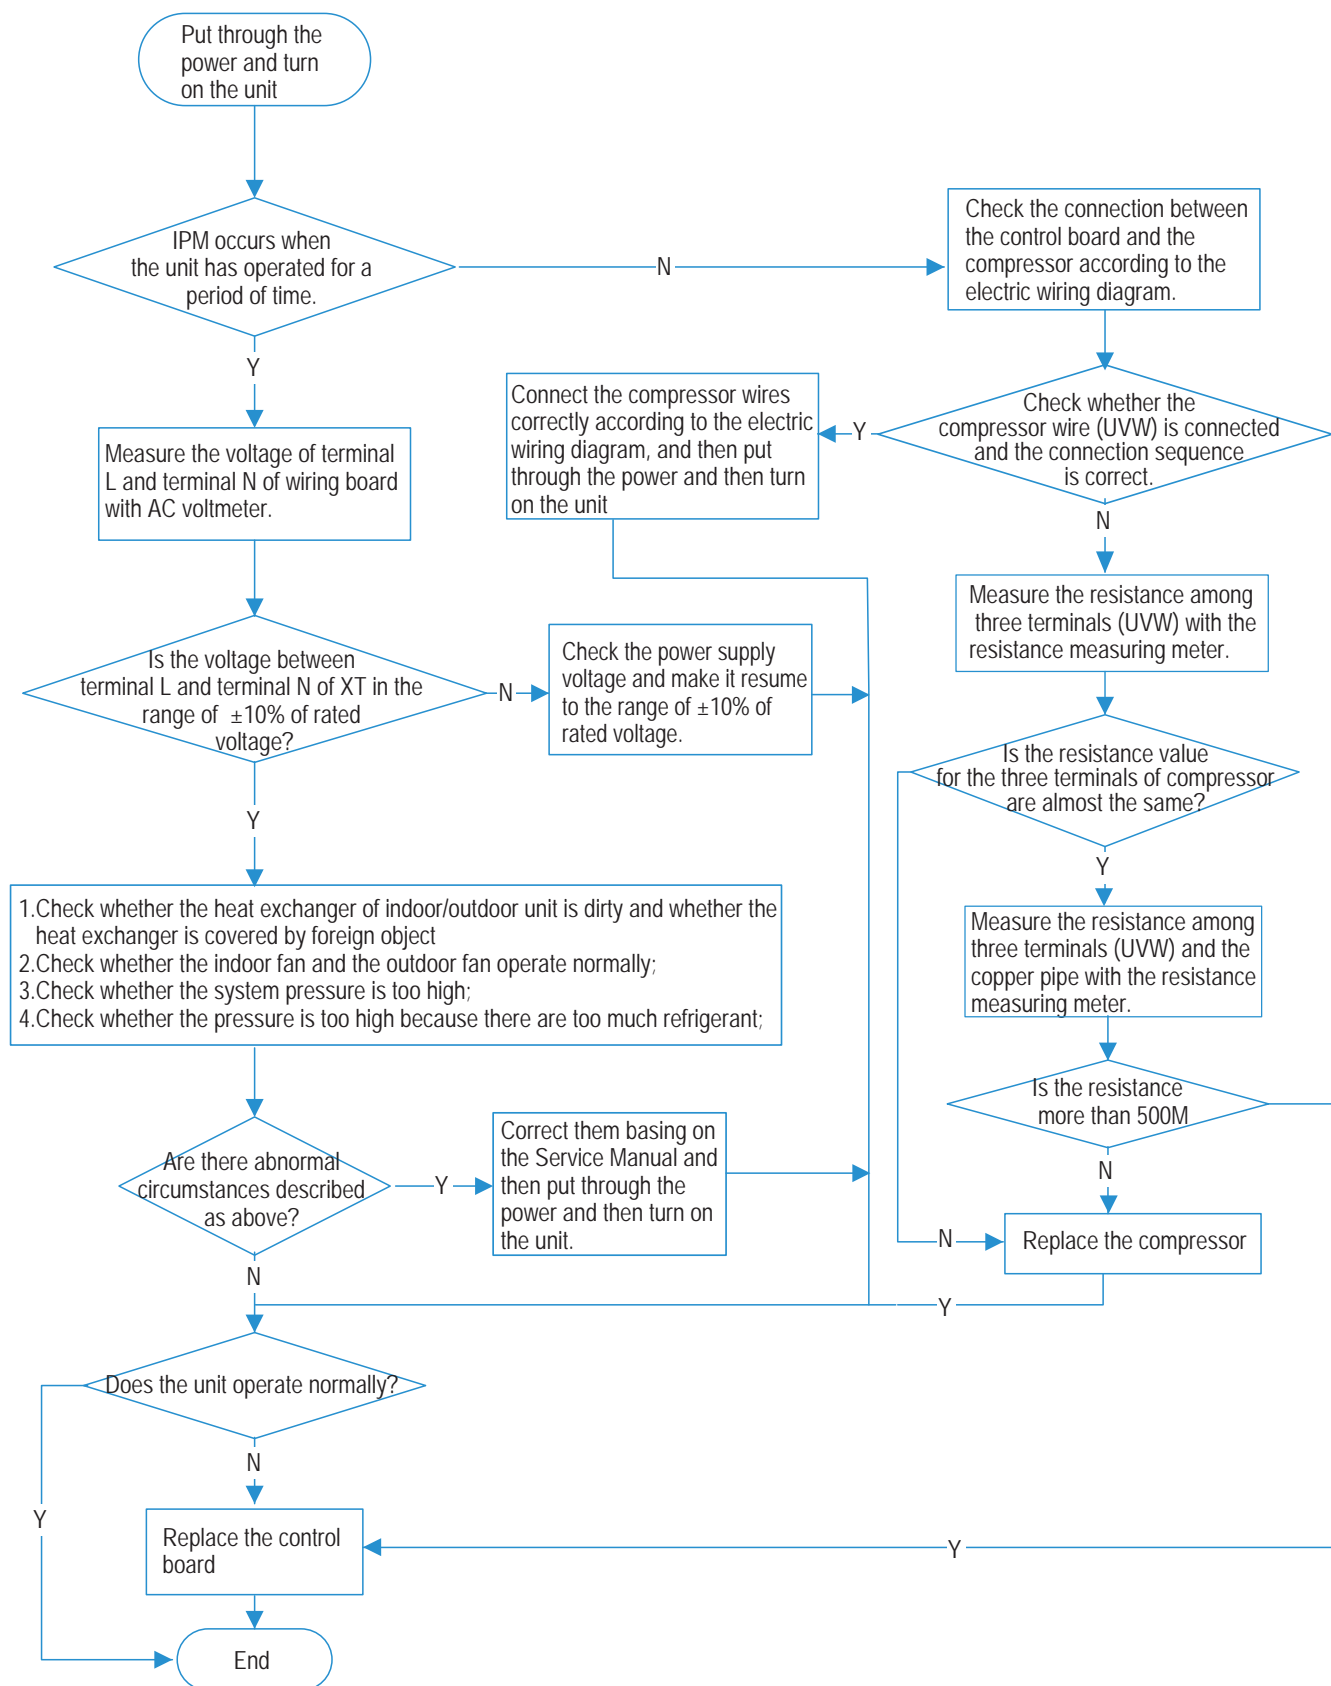 Put through the
power and turn
on the unit
IPM occurs when
the unit has operated for a
period of time.
N
Check the connection between
the control board and the
compressor according to the
electric wiring diagram.
Y
Connect the compressor wires
correctly according to the electric
wiring diagram, and then put
through the power and then turn
on the unit
Y
Check whether the
compressor wire (UVW) is connected
and the connection sequence
is correct.
Measure the voltage of terminal
L and terminal N of wiring board
with AC voltmeter.
N
Measure the resistance among
three terminals (UVW) with the
resistance measuring meter.
Is the voltage between
terminal L and terminal N of XT in the
range of ±10% of rated
voltage?
N
Check the power supply
voltage and make it resume
to the range of ±10% of
rated voltage.
Is the resistance value
for the three terminals of compressor
are almost the same?
Y
Y
1.Check whether the heat exchanger of indoor/outdoor unit is dirty and whether the
heat exchanger is covered by foreign object
2.Check whether the indoor fan and the outdoor fan operate normally;
3.Check whether the system pressure is too high;
4.Check whether the pressure is too high because there are too much refrigerant;
Measure the resistance among
three terminals (UVW) and the
copper pipe with the resistance
measuring meter.
Is the resistance
more than 500M
Are there abnormal
circumstances described
as above?
Y
Correct them basing on
the Service Manual and
then put through the
power and then turn on
the unit.
N
N
Replace the compressor
N
Y
Does the unit operate normally?
N
Y
Replace the control
board
Y
End